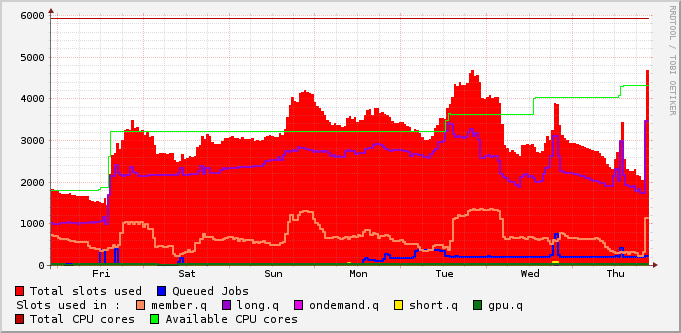 6000
5000
4000
3000
2000
1000
0
Fri Sat Sun Mon Tue Wed Thu
Total slots used Queued Jobs
Slots used in : member.q long.q ondemand.q short.q gpu.q
Total CPU cores Available CPU cores
RRDTOOL / TOBI OETIKER